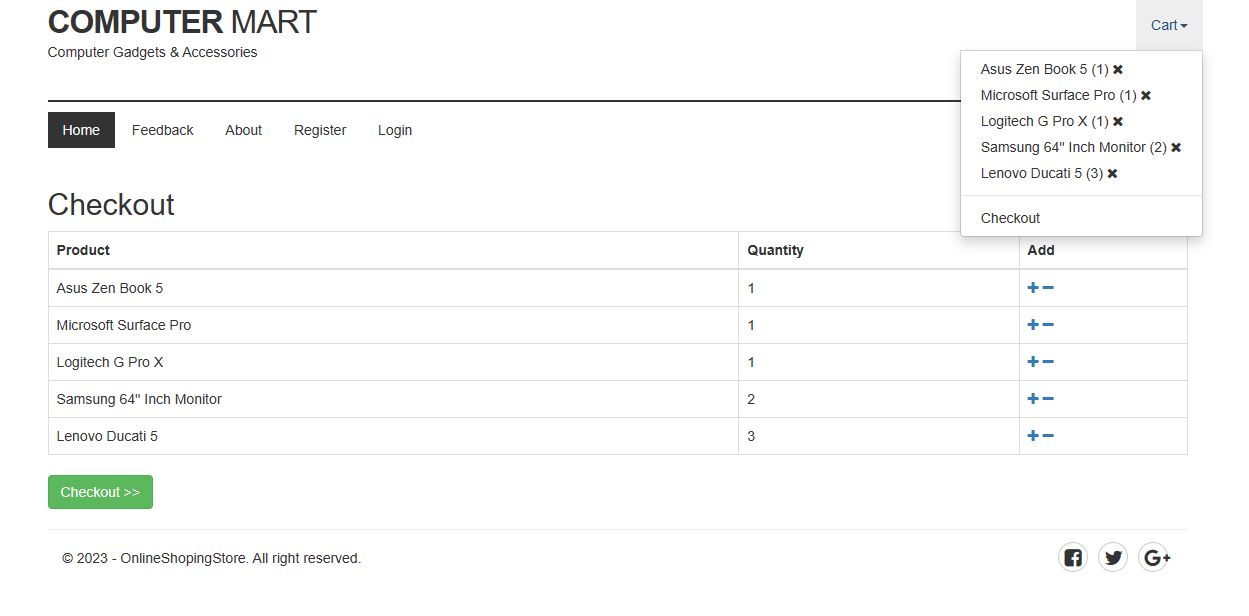 COMPUTER MART
Computer Gadgets & Accessories
Cart
Asus Zen Book 5 (1) ✖
Microsoft Surface Pro (1) ✖
Logitech G Pro X (1) ✖
Samsung 64" Inch Monitor (2) ✖
Lenovo Ducati 5 (3) ✖
Checkout
Home Feedback About Register Login
Checkout
Product Quantity Add
Asus Zen Book 5 1
Microsoft Surface Pro 1
Logitech G Pro X 1
Samsung 64" Inch Monitor 2
Lenovo Ducati 5 3
Checkout >>
© 2023 - OnlineShopingStore. All right reserved.
G+